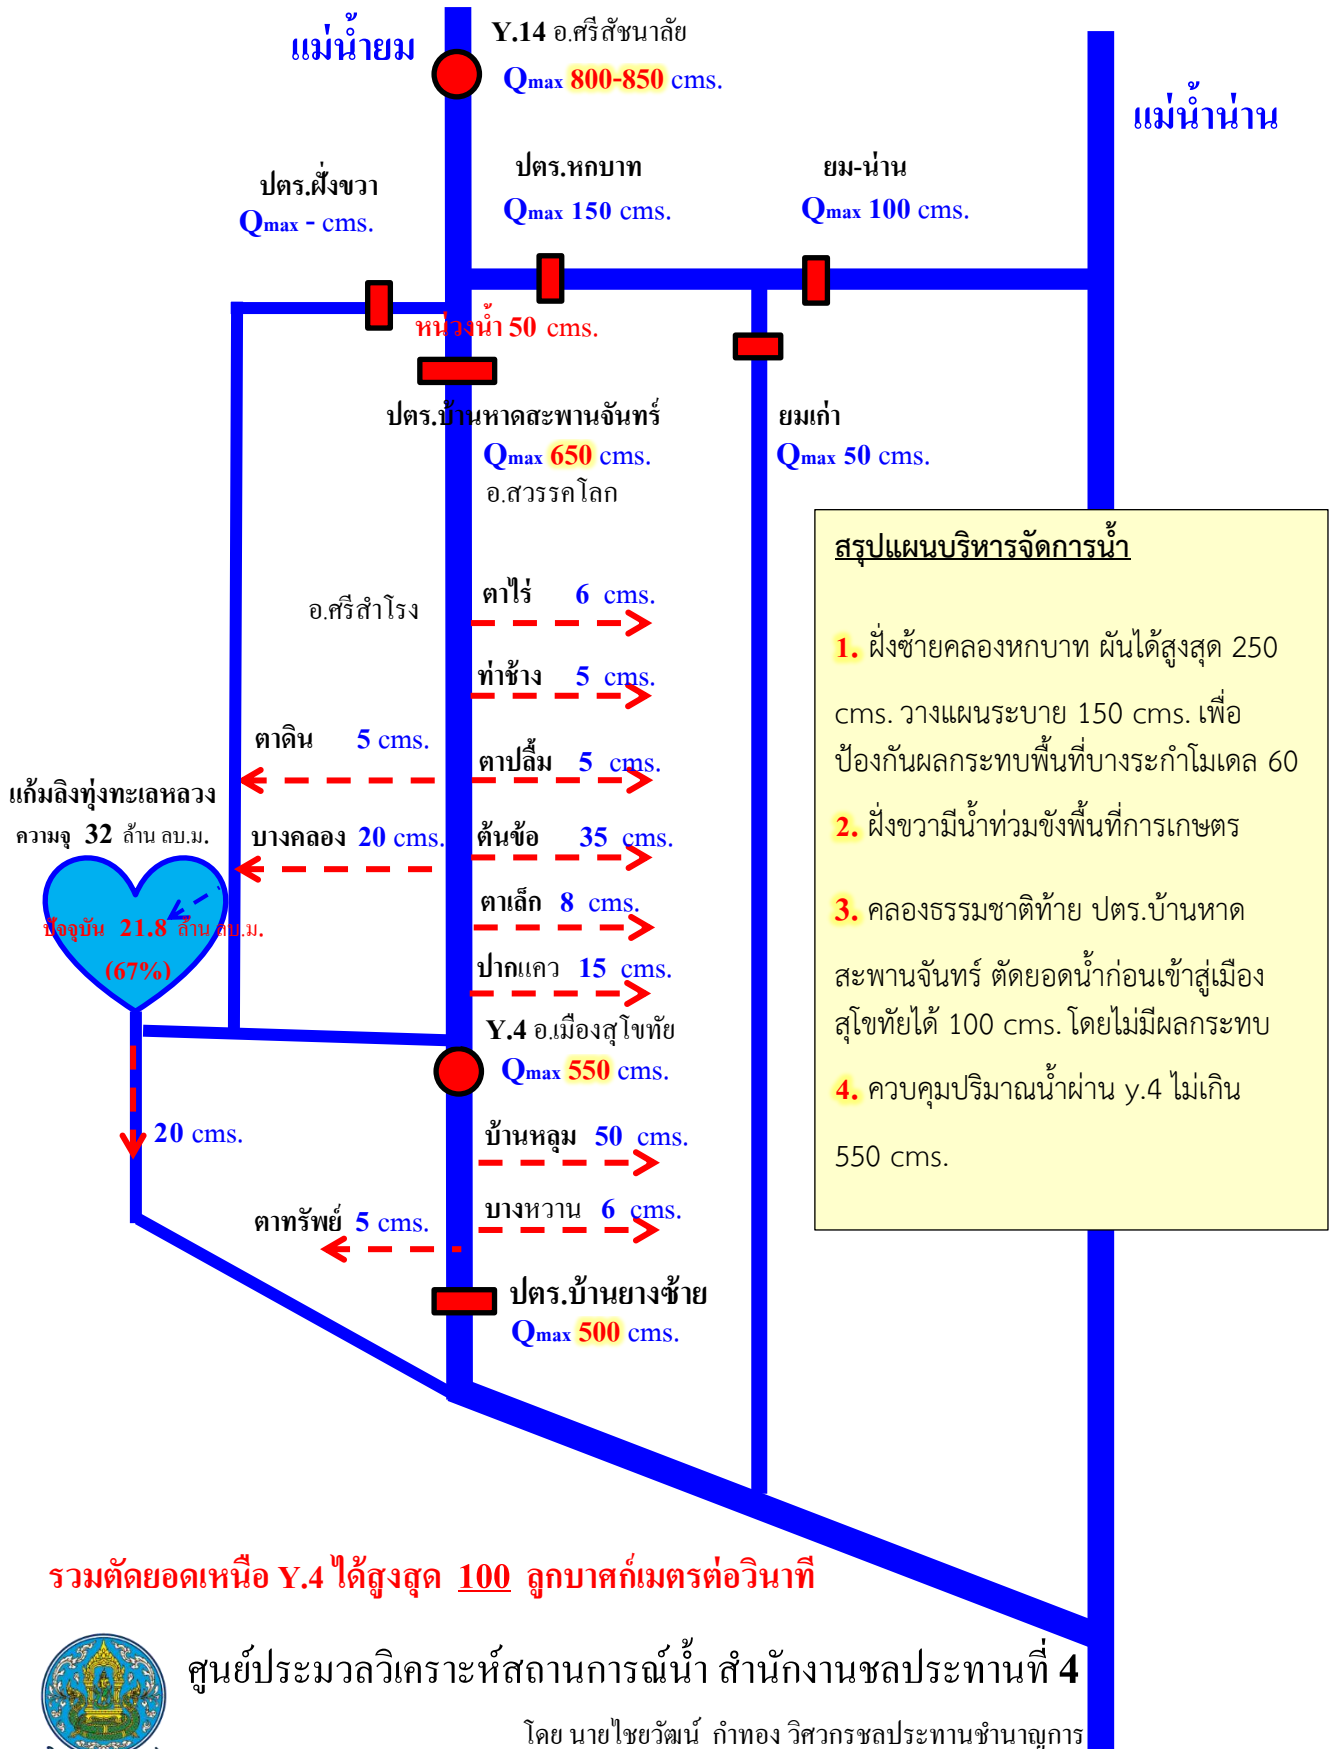 แม่น้ำยม
Y.14 อ.ศรีสัชนาลัย
Qmax 800-850 cms.
แม่น้ำน่าน
ปตร.ฝั่งขวา
Qmax - cms.
ปตร.หกบาท
Qmax 150 cms.
ยม-น่าน
Qmax 100 cms.
หน่วงน้ำ 50 cms.
ปตร.บ้านหาดสะพานจันทร์
Qmax 650 cms.
อ.สวรรคโลก
ยมเก่า
Qmax 50 cms.
สรุปแผนบริหารจัดการน้ำ
1. ฝั่งซ้ายคลองหกบาท ผันได้สูงสุด 250
cms. วางแผนระบาย 150 cms. เพื่อ
ป้องกันผลกระทบพื้นที่บางระกำโมเดล 60
2. ฝั่งขวามีน้ำท่วมขังพื้นที่การเกษตร
3. คลองธรรมชาติท้าย ปตร.บ้านหาด
สะพานจันทร์ ตัดยอดน้ำก่อนเข้าสู่เมือง
สุโขทัยได้ 100 cms. โดยไม่มีผลกระทบ
4. ควบคุมปริมาณน้ำผ่าน y.4 ไม่เกิน
550 cms.
อ.ศรีสำโรง
ตาไร่ 6 cms.
ท่าช้าง 5 cms.
ตาดิน 5 cms.
ตาปลื้ม 5 cms.
แก้มลิงทุ่งทะเลหลวง
ความจุ 32 ล้าน ลบ.ม.
บางคลอง 20 cms.
ต้นข้อ 35 cms.
ปัจจุบัน 21.8 ล้าน ลบ.ม.
(67%)
ตาเล็ก 8 cms.
ปากแคว 15 cms.
Y.4 อ.เมืองสุโขทัย
Qmax 550 cms.
20 cms.
บ้านหลุม 50 cms.
บางหวาน 6 cms.
ตาทรัพย์ 5 cms.
ปตร.บ้านยางซ้าย
Qmax 500 cms.
รวมตัดยอดเหนือ Y.4 ได้สูงสุด 100 ลูกบาศก์เมตรต่อวินาที
ศูนย์ประมวลวิเคราะห์สถานการณ์น้ำ สำนักงานชลประทานที่ 4
โดย นายไชยวัฒน์ กำทอง วิศวกรชลประทานชำนาญการ